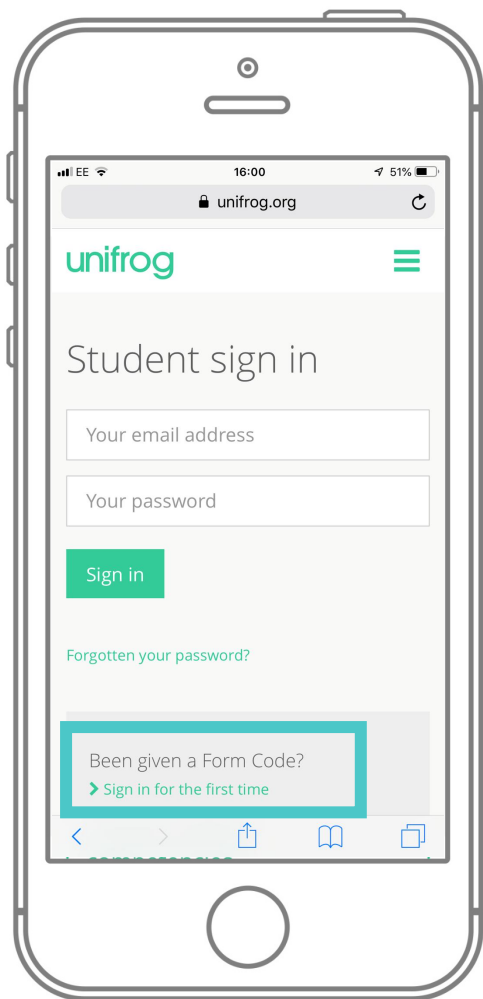 EE 16:00 51%
unifrog.org
unifrog
Student sign in
Your email address
Your password
Sign in
Forgotten your password?
Been given a Form Code?
Sign in for the first time